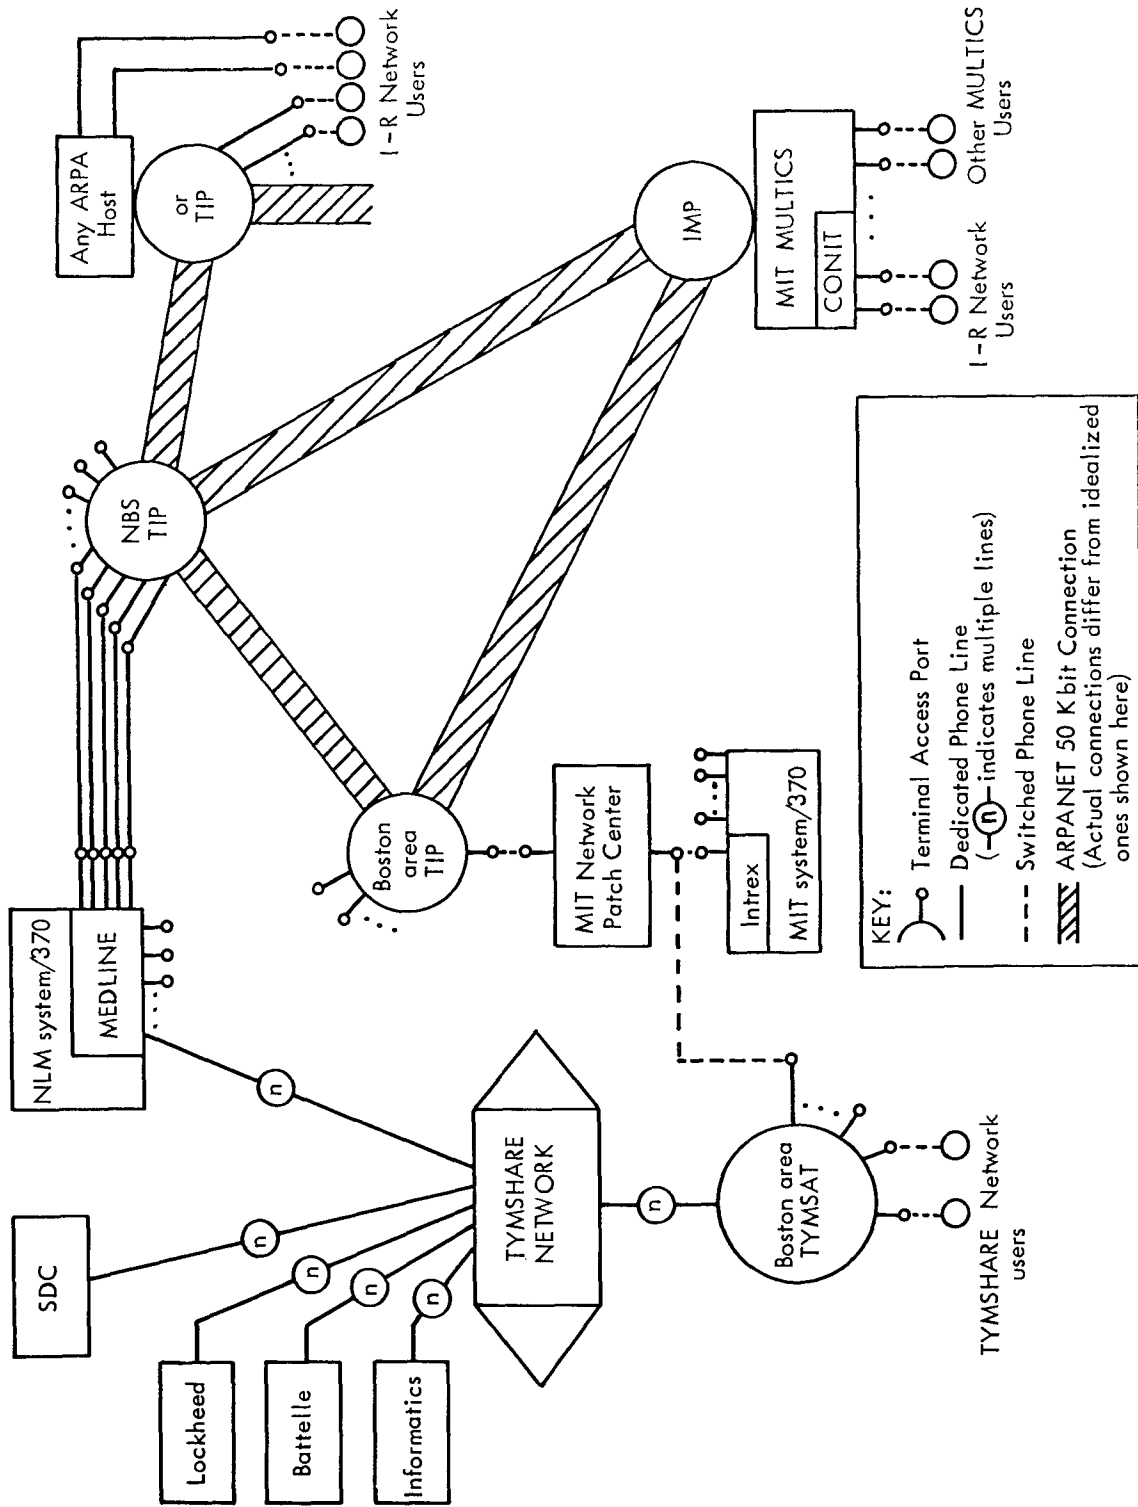 SDC
Lockheed
Battelle
Informatics
n
n
n
n
n
NLM system/370
MEDLINE
TYMSHARE
NETWORK
n
Boston area
TYMSAT
TYMSHARE Network
users
NBS
TIP
Boston
area
TIP
MIT Network
Patch Center
Intrex
MIT system/370
Any ARPA
Host
or
TIP
I-R Network
Users
IMP
MIT MULTICS
CONIT
I-R Network
Users
Other MULTICS
Users
KEY:
Terminal Access Port
Dedicated Phone Line
(-n- indicates multiple lines)
Switched Phone Line
ARPANET 50 K bit Connection
(Actual connections differ from idealized
ones shown here)